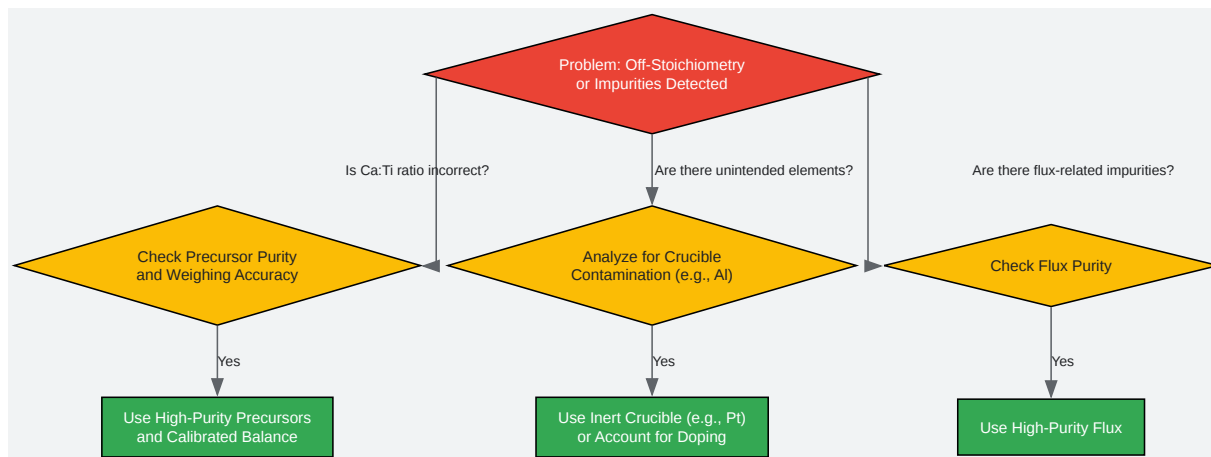 Problem: Off-Stoichiometry
or Impurities Detected
Is Ca:Ti ratio incorrect?
Are there unintended elements?
Are there flux-related impurities?
Check Precursor Purity
and Weighing Accuracy
Analyze for Crucible
Contamination (e.g., Al)
Check Flux Purity
Yes
Yes
Yes
Use High-Purity Precursors
and Calibrated Balance
Use Inert Crucible (e.g., Pt)
or Account for Doping
Use High-Purity Flux